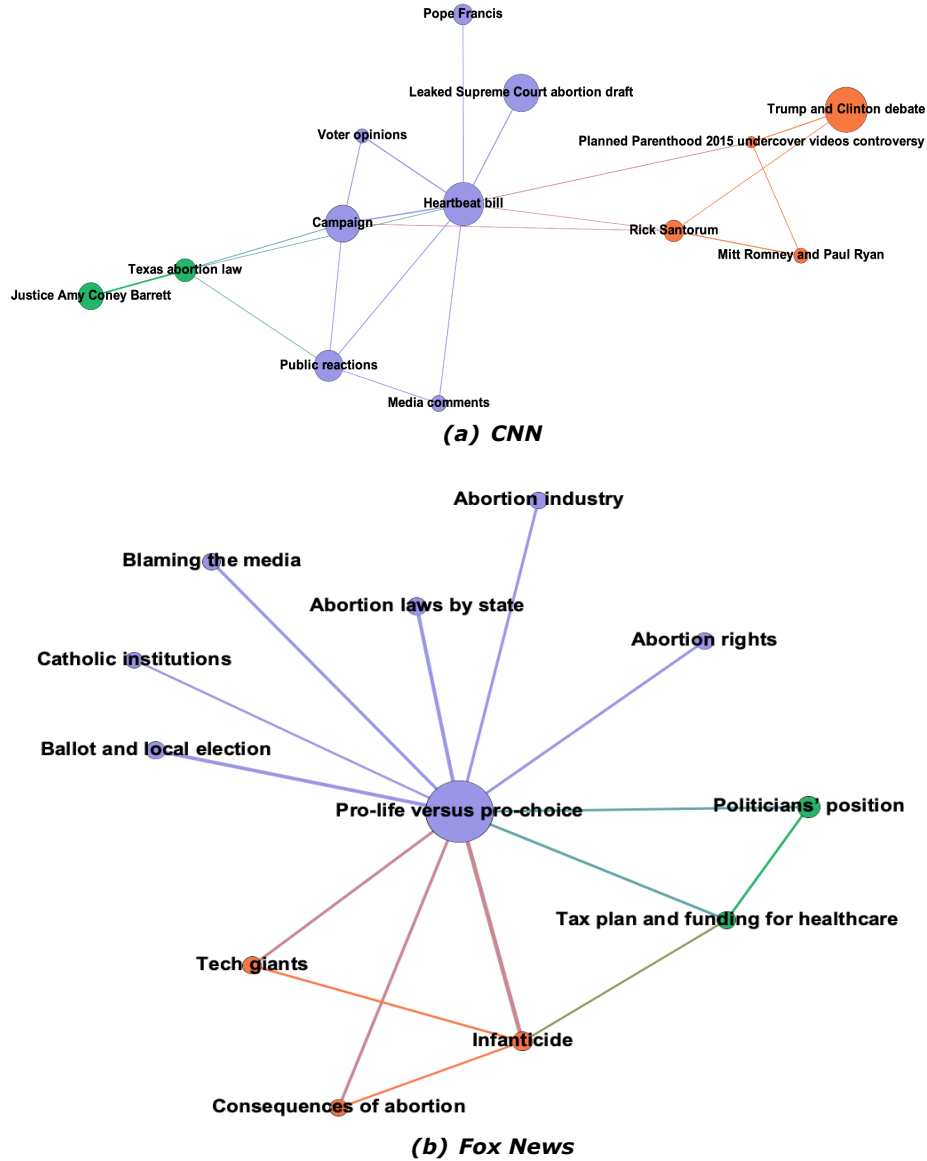 Pope Francis
Leaked Supreme Court abortion draft
Trump and Clinton debate
Voter opinions
Planned Parenthood 2015 undercover videos controversy
Heartbeat bill
Campaign
Rick Santorum
Mitt Romney and Paul Ryan
Texas abortion law
Justice Amy Coney Barrett
Public reactions
Media comments
(a) CNN
Abortion industry
Blaming the media
Abortion laws by state
Abortion rights
Catholic institutions
Ballot and local election
Pro-life versus pro-choice
Politicians’ position
Tax plan and funding for healthcare
Tech giants
Infanticide
Consequences of abortion
(b) Fox News